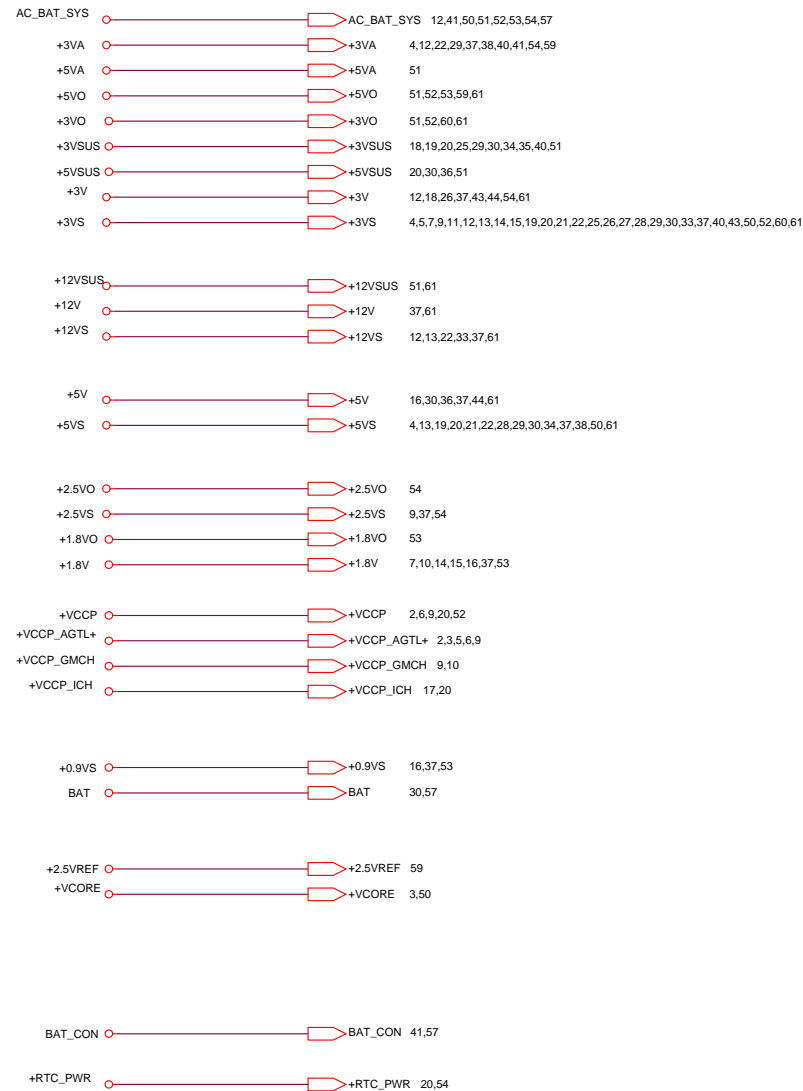 AC_BAT_SYS AC_BAT_SYS 12,41,50,51,52,53,54,57
+3VA +3VA 4,12,22,29,37,38,40,41,54,59
+5VA +5VA 51
+5VO +5VO 51,52,53,59,61
+3VO +3VO 51,52,60,61
+3VSUS +3VSUS 18,19,20,25,29,30,34,35,40,51
+5VSUS +5VSUS 20,30,36,51
+3V +3V 12,18,26,37,43,44,54,61
+3VS +3VS 4,5,7,9,11,12,13,14,15,19,20,21,22,25,26,27,28,29,30,33,37,40,43,50,52,60,61
+12VSUS +12VSUS 51,61
+12V +12V 37,61
+12VS +12VS 12,13,22,33,37,61
+5V +5V 16,30,36,37,44,61
+5VS +5VS 4,13,19,20,21,22,28,29,30,34,37,38,50,61
+2.5VO +2.5VO 54
+2.5VS +2.5VS 9,37,54
+1.8VO +1.8VO 53
+1.8V +1.8V 7,10,14,15,16,37,53
+VCCP +VCCP 2,6,9,20,52
+VCCP_AGTL+ +VCCP_AGTL+ 2,3,5,6,9
+VCCP_GMCH +VCCP_GMCH 9,10
+VCCP_ICH +VCCP_ICH 17,20
+0.9VS +0.9VS 16,37,53
BAT BAT 30,57
+2.5VREF +2.5VREF 59
+VCORE +VCORE 3,50
BAT_CON BAT_CON 41,57
+RTC_PWR +RTC_PWR 20,54